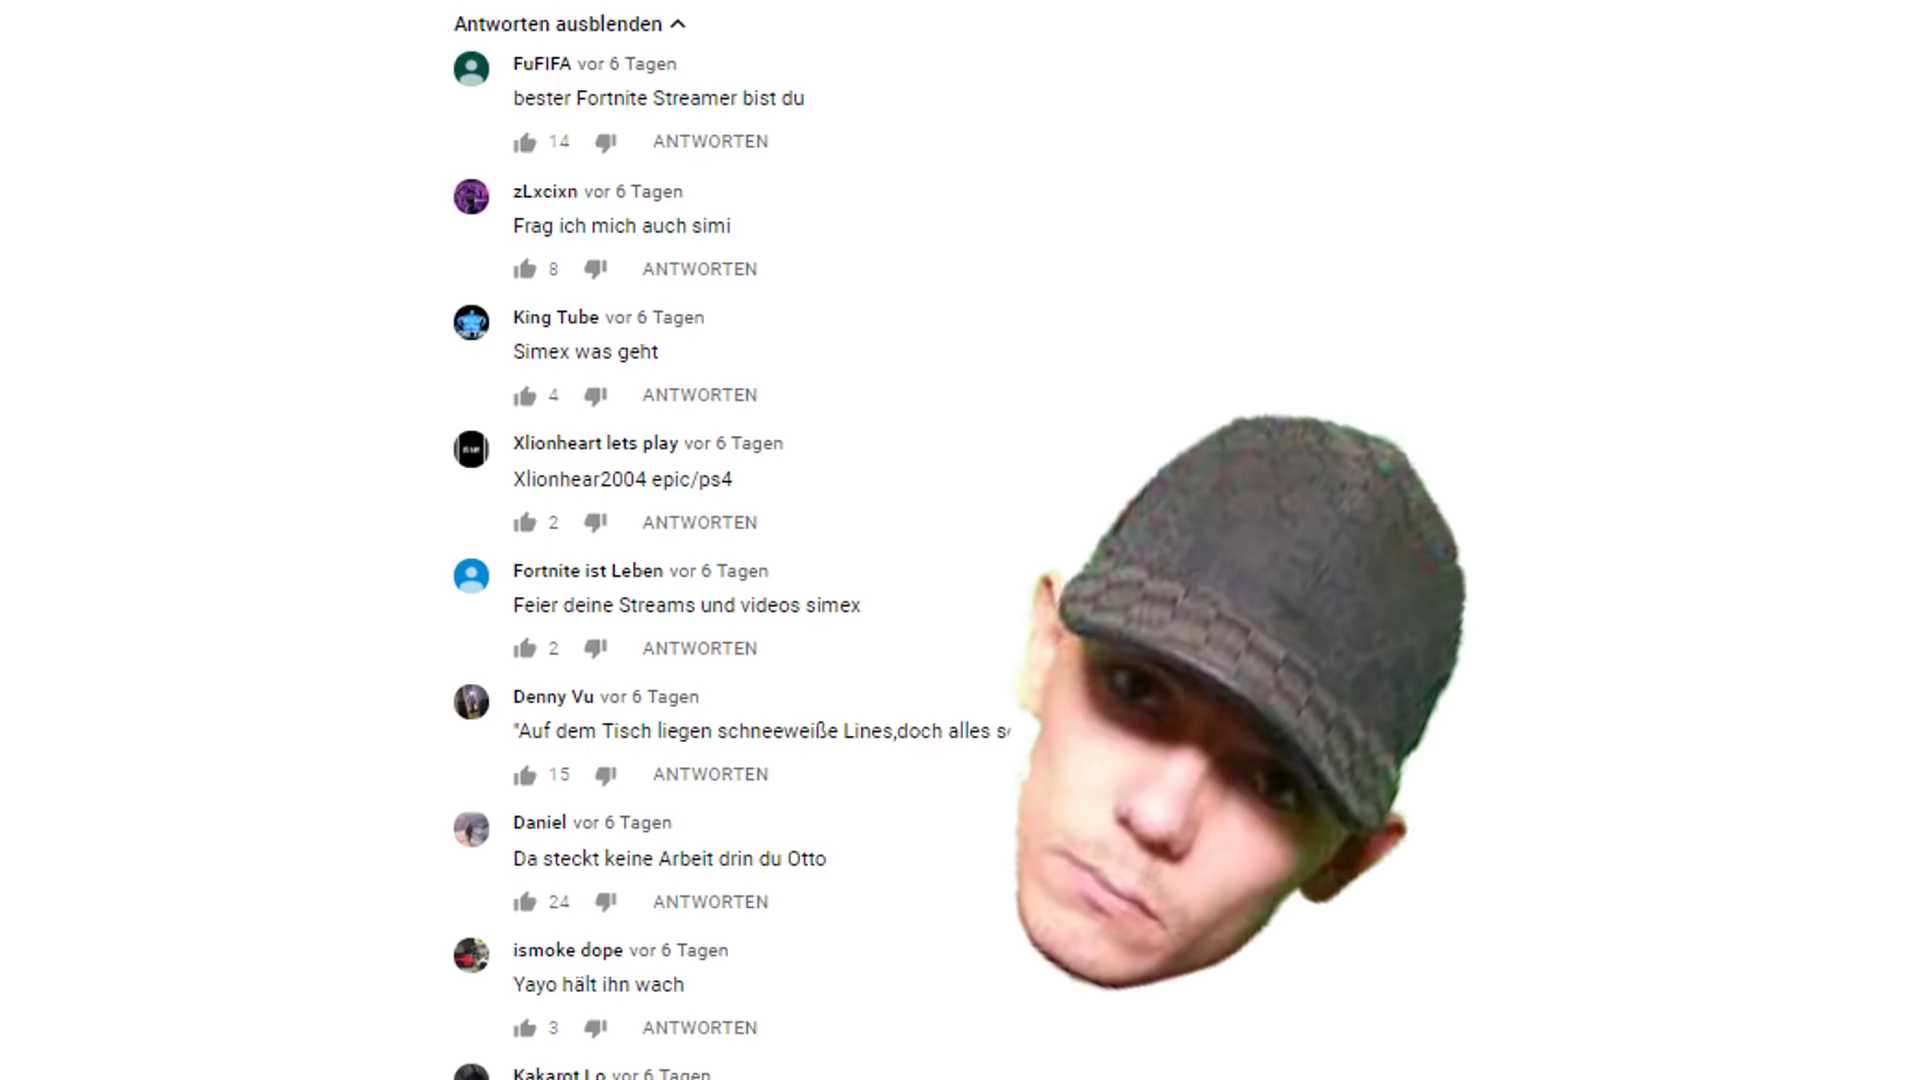 Antworten ausblenden
FuFIFA vor 6 Tagen
bester Fortnite Streamer bist du
14 ANTWORTEN
zLxcixn vor 6 Tagen
Frag ich mich auch simi
8 ANTWORTEN
King Tube vor 6 Tagen
Simex was geht
4 ANTWORTEN
Xlionheart lets play vor 6 Tagen
Xlionhear2004 epic/ps4
2 ANTWORTEN
Fortnite ist Leben vor 6 Tagen
Feier deine Streams und videos simex
2 ANTWORTEN
Denny Vu vor 6 Tagen
"Auf dem Tisch liegen schneeweiße Lines,doch alles
15 ANTWORTEN
Daniel vor 6 Tagen
Da steckt keine Arbeit drin du Otto
24 ANTWORTEN
ismoke dope vor 6 Tagen
Yayo hält ihn wach
3 ANTWORTEN
Kakarot Lo vor 6 Tagen